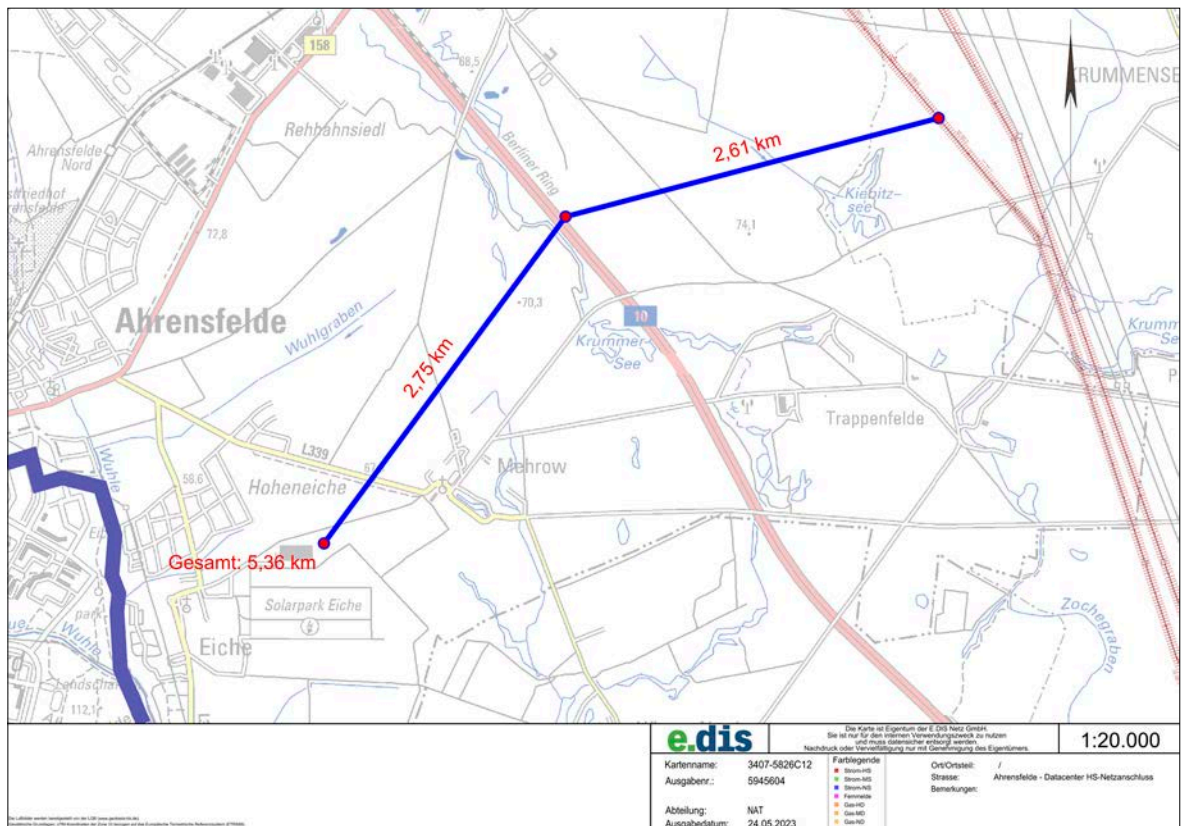 158
68,5
KRUMMENSE
Rehhahnsiedl
Berliner Ring
Ahrensfelde
Nord
2,61 km
Kiebitz-
see
72,8
74,1
70,3
Ahrensfelde
Wuhlgraben
10
Krummer
See
Krumm
2,75 km
Trappenfelde
L339
Mehrow
Wuhle
58.6
Hoheneiche
Gesamt: 5,36 km
Solarpark Eiche
park
Zochegraben
Wuhle
Eiche
Landscha
112,1
e.dis
Die Karte ist Eigentum der E.DIS Netz GmbH.
Sie ist nur für den internen Verwendungszweck zu nutzen
und muss datensicher entsorgt werden.
Nachdruck oder Vervielfältigung nur mit Genehmigung des Eigentümers.
1:20.000
Kartenname: 3407-5826C12
Ausgabenr.: 5945604
Abteilung: NAT
Ausgabedatum: 24.05.2023
Farblegende
Strom-HS
Strom-MS
Strom-NS
Fernmelde
Gas-HD
Gas-MD
Gas-ND
Ort/Ortsteil: /
Strasse: Ahrensfelde - Datacenter HS-Netzanschluss
Bemerkungen: